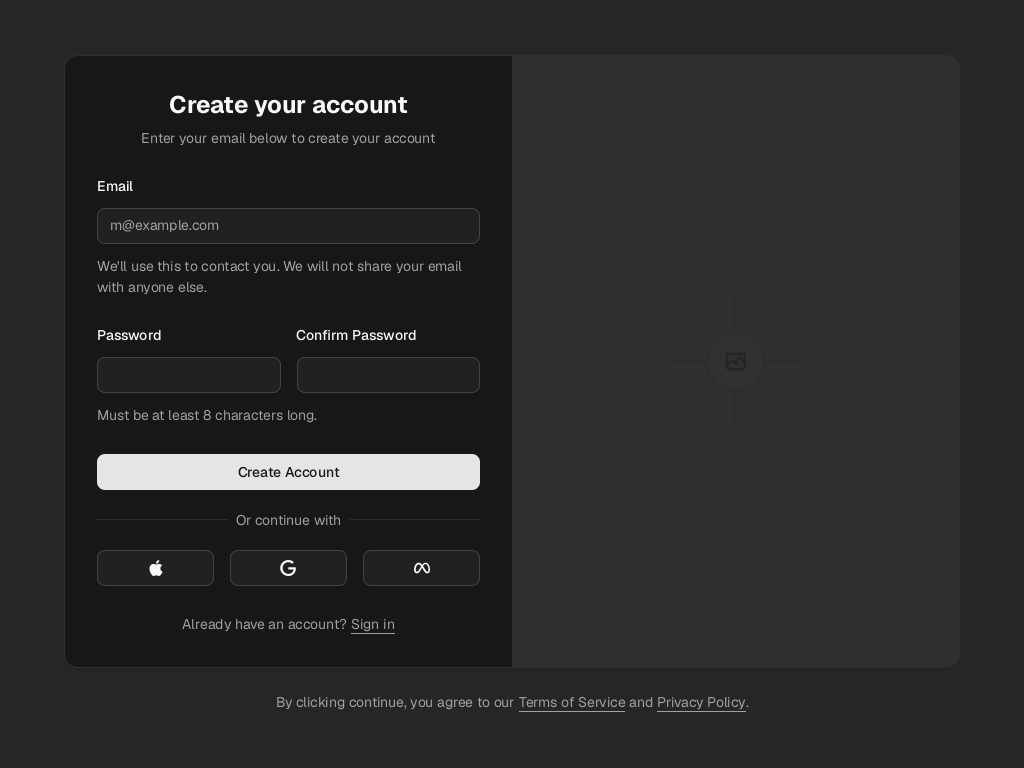 Create your account
Enter your email below to create your account
Email
m@example.com
We'll use this to contact you. We will not share your email
with anyone else.
Password
Confirm Password
Must be at least 8 characters long.
Create Account
Or continue with
Already have an account? Sign in
By clicking continue, you agree to our Terms of Service and Privacy Policy.